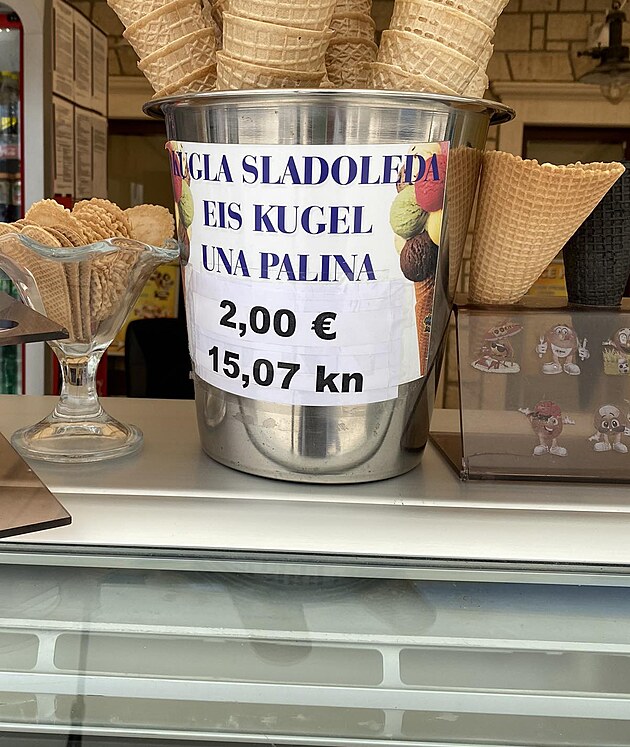 KUGLA SLADOLEDA
EIS KUGEL
UNA PALINA
2,00 €
15,07 kn